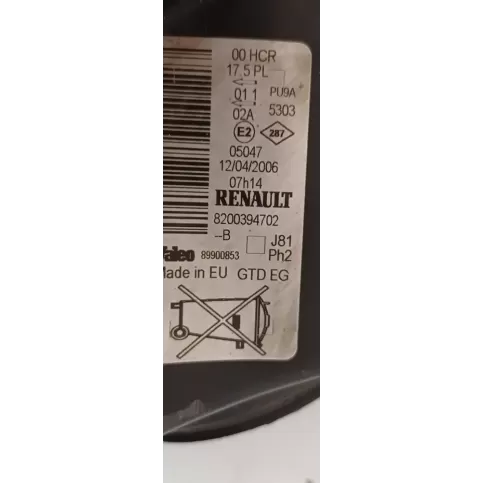 00 HCR
17.5 PL
01 1 PU9A
02A 5303
E2 287
05047
12/04/2006
07h14
RENAULT
8200394702
--B J81
Valeo 89900853 Ph2
Made in EU GTD EG